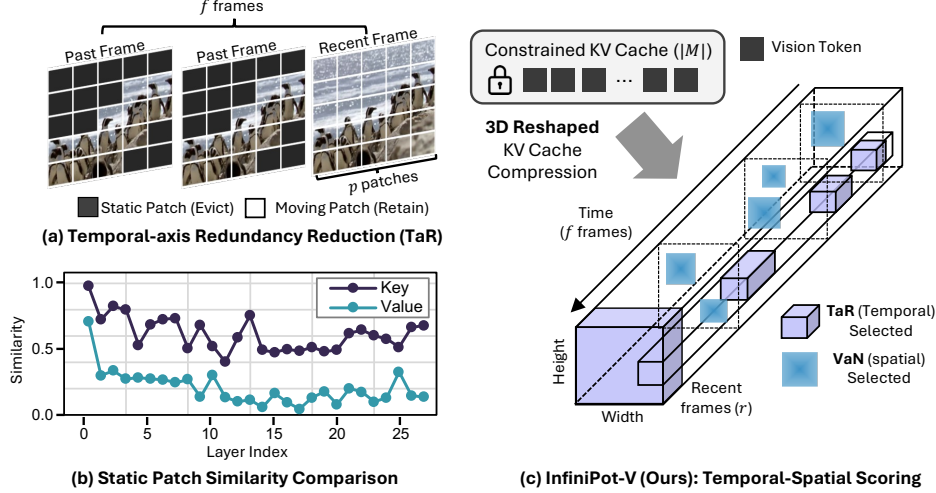 f frames
Past Frame
Past Frame
Recent Frame
p patches
Static Patch (Evict)
Moving Patch (Retain)
(a) Temporal-axis Redundancy Reduction (TaR)
Similarity
1.0
0.5
0.0
Key
Value
0 5 10 15 20 25
Layer Index
(b) Static Patch Similarity Comparison
Constrained KV Cache (|M|)
...
Vision Token
3D Reshaped
KV Cache
Compression
Time
(f frames)
Height
Width
Recent
frames (r)
TaR (Temporal)
Selected
VaN (spatial)
Selected
(c) InfiniPot-V (Ours): Temporal-Spatial Scoring